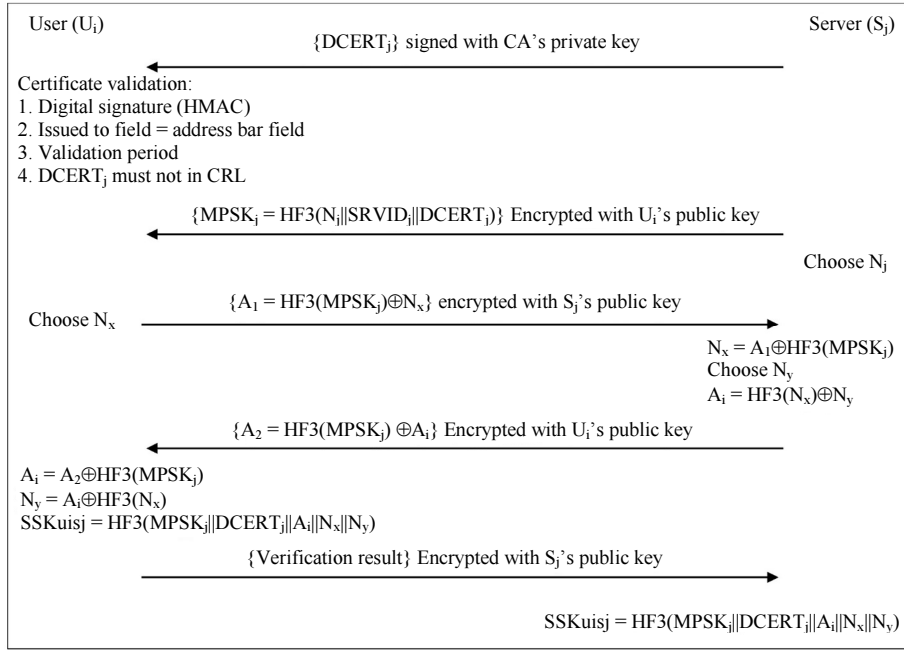 User (Ui)
Server (Sj)
{DCERTj} signed with CA's private key
Certificate validation:
1. Digital signature (HMAC)
2. Issued to field = address bar field
3. Validation period
4. DCERTj must not in CRL
{MPSKj = HF3(Nj||SRVIDj||DCERTj)} Encrypted with Ui's public key
Choose Nj
{A1 = HF3(MPSKj)⊕Nx} encrypted with Sj's public key
Choose Nx
Nx = A1⊕HF3(MPSKj)
Choose Ny
Ai = HF3(Nx)⊕Ny
{A2 = HF3(MPSKj) ⊕Ai} Encrypted with Ui's public key
Ai = A2⊕HF3(MPSKj)
Ny = Ai⊕HF3(Nx)
SSKuisj = HF3(MPSKj||DCERTj||Ai||Nx||Ny)
{Verification result} Encrypted with Sj's public key
SSKuisj = HF3(MPSKj||DCERTj||Ai||Nx||Ny)